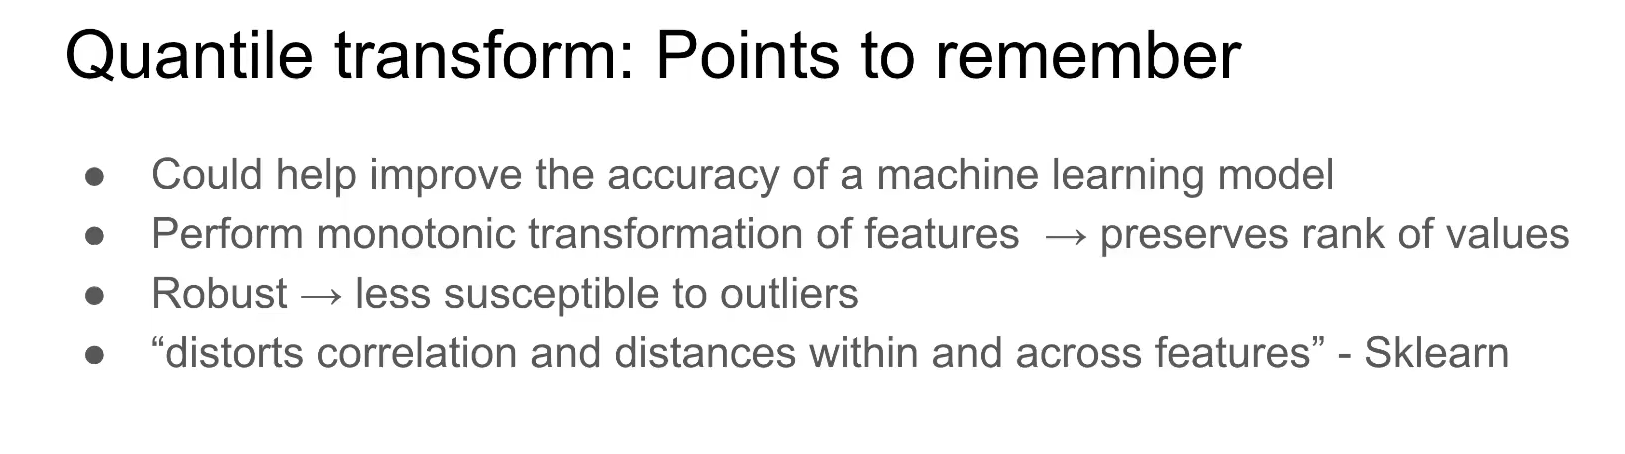 Quantile transform: Points to remember
● Could help improve the accuracy of a machine learning model
● Perform monotonic transformation of features → preserves rank of values
● Robust → less susceptible to outliers
● “distorts correlation and distances within and across features” - Sklearn